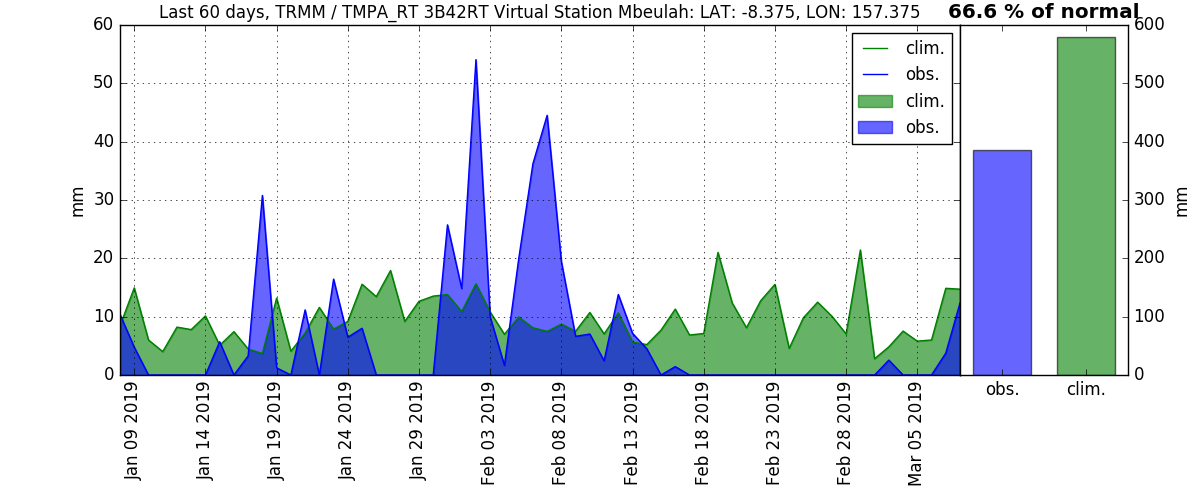 Last 60 days, TRMM / TMPA_RT 3B42RT Virtual Station Mbeulah: LAT: -8.375, LON: 157.375
66.6 % of normal
60
50
40
30
20
10
0
mm
clim.
obs.
clim.
obs.
600
500
400
300
200
100
0
mm
obs.
clim.
Jan 09 2019
Jan 14 2019
Jan 19 2019
Jan 24 2019
Jan 29 2019
Feb 03 2019
Feb 08 2019
Feb 13 2019
Feb 18 2019
Feb 23 2019
Feb 28 2019
Mar 05 2019